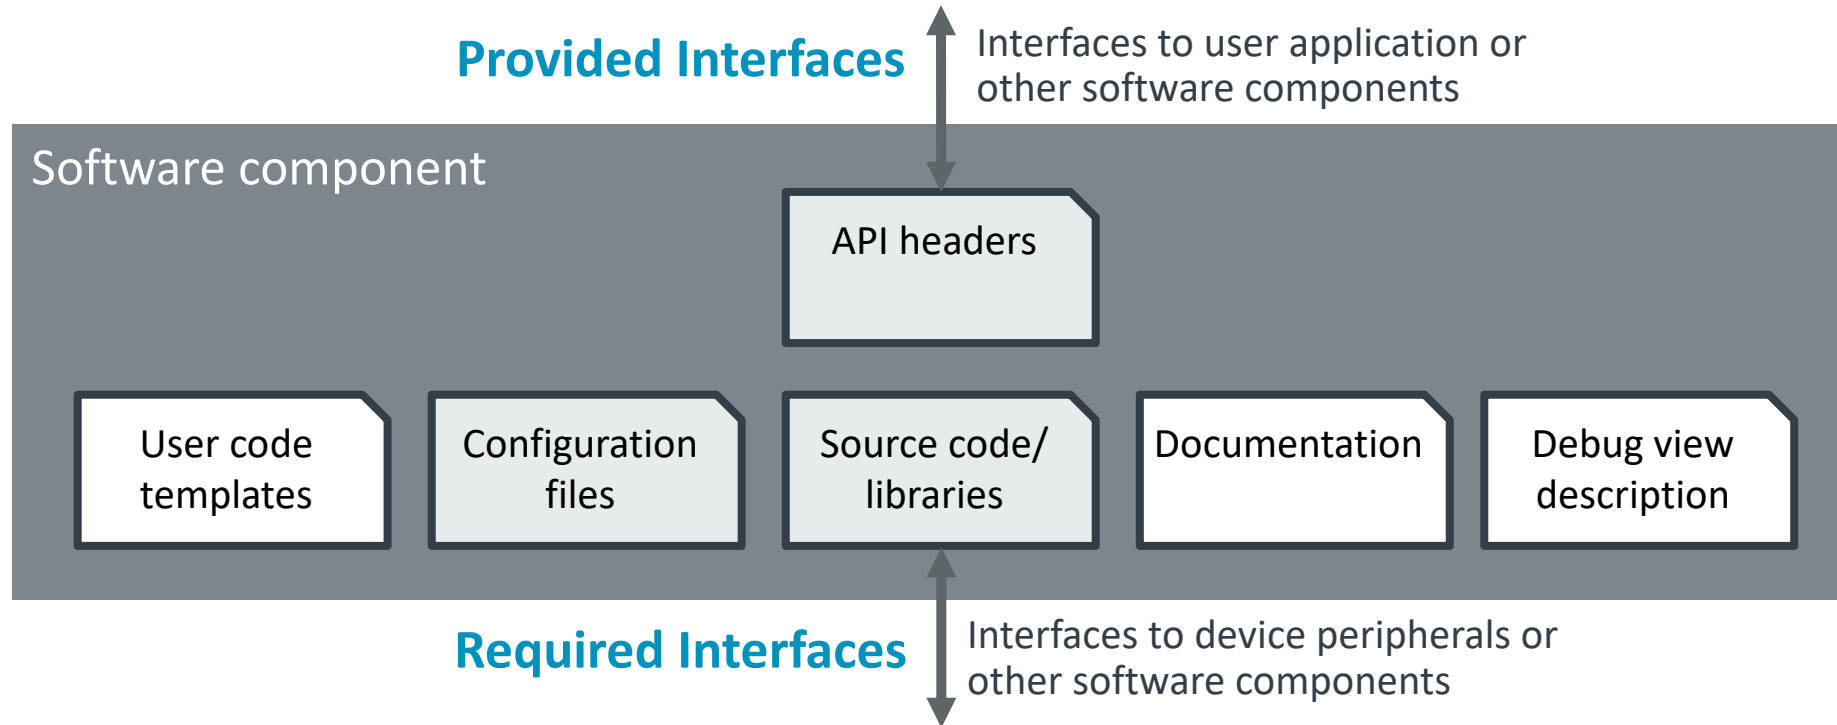 Provided Interfaces
Interfaces to user application or
other software components
Software component
API headers
User code
templates
Configuration
files
Source code/
libraries
Documentation
Debug view
description
Required Interfaces
Interfaces to device peripherals or
other software components